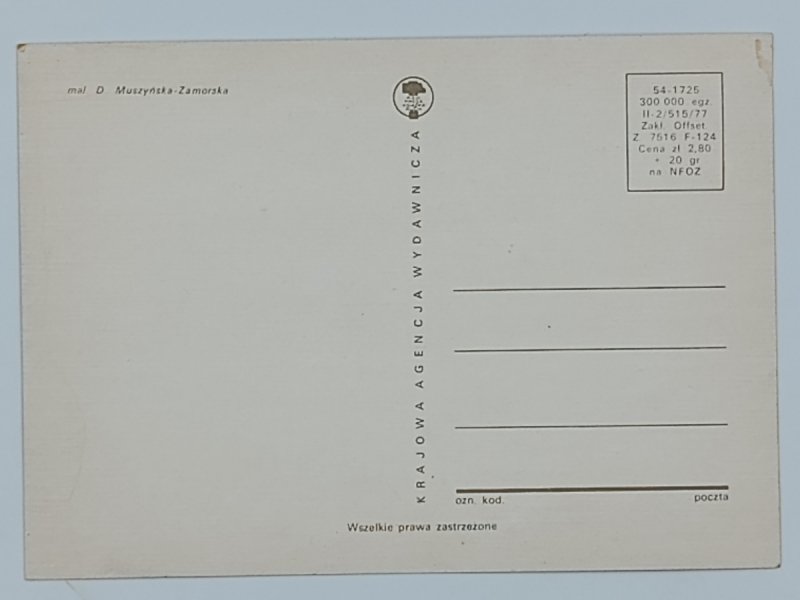 mal. D. Muszyńska-Zamorska
54-1725
300 000 egz.
II-2/515/77
Zakł. Offset.
Z. 7516 F-124
Cena zł 2,80
+ 20 gr
na NFOZ
KRAJOWA AGENCJA WYDAWNICZA
ozn. kod.
poczta
Wszelkie prawa zastrzeżone